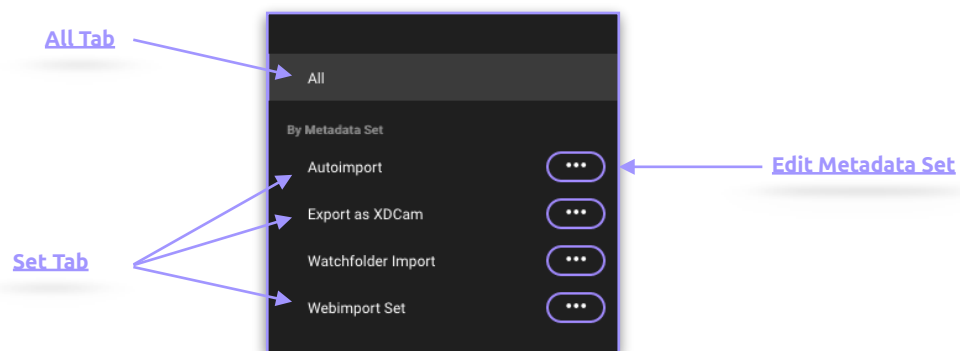 All Tab
All
By Metadata Set
Autoimport
Edit Metadata Set
Export as XDCam
Set Tab
Watchfolder Import
Webimport Set